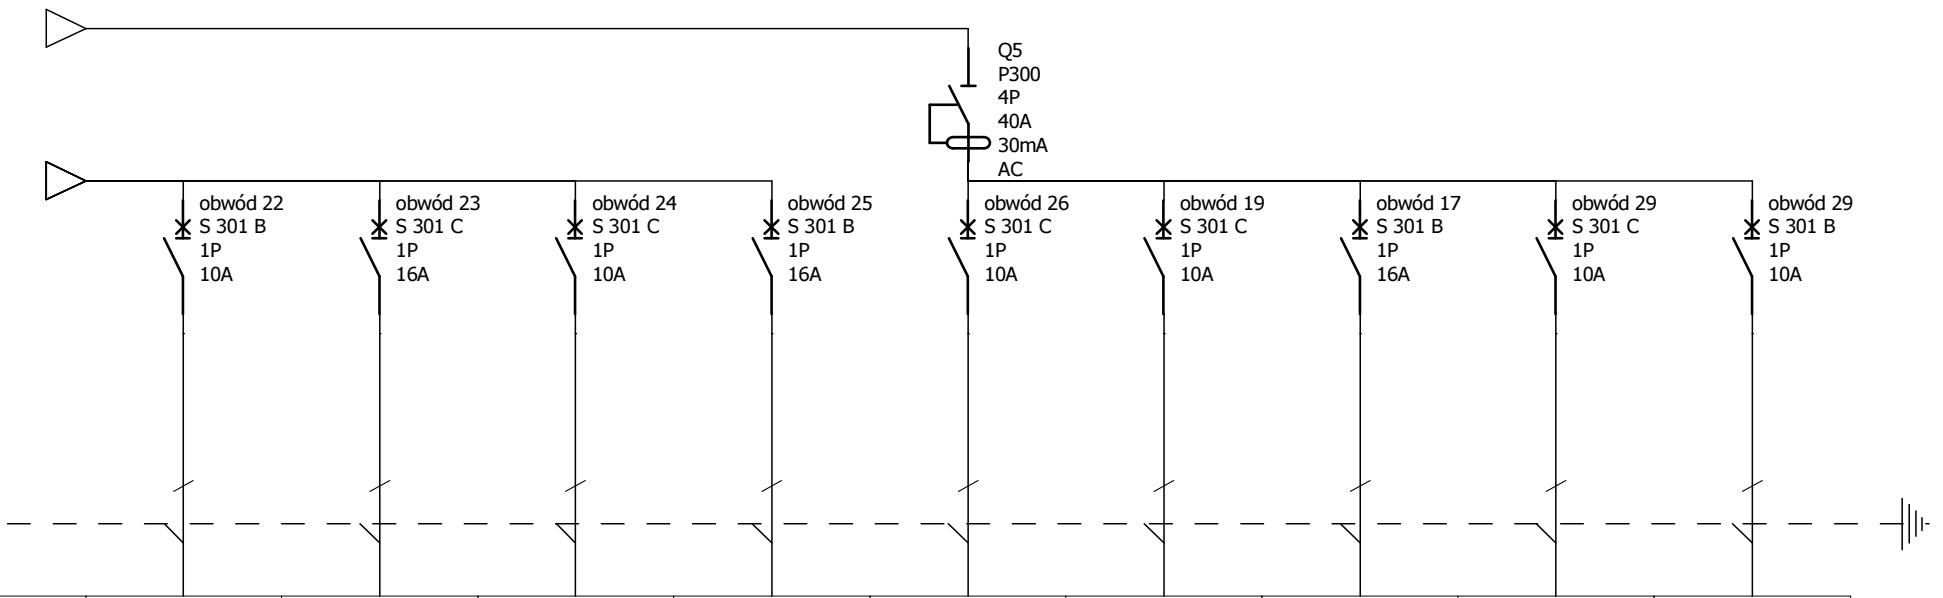 Q5
P300
4P
40A
30mA
AC
obwód 22
S 301 B
1P
10A
obwód 23
S 301 C
1P
16A
obwód 24
S 301 C
1P
10A
obwód 25
S 301 B
1P
16A
obwód 26
S 301 C
1P
10A
obwód 19
S 301 C
1P
10A
obwód 17
S 301 B
1P
16A
obwód 29
S 301 C
1P
10A
obwód 29
S 301 B
1P
10A